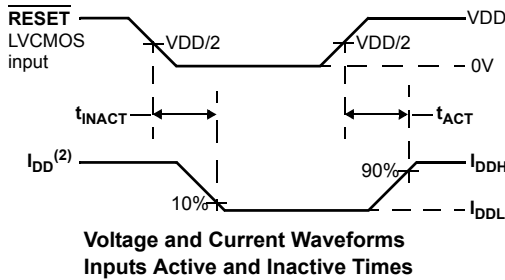 RESET
LVCMOS
input
VDD/2
VDD/2
VDD
0V
tINACT
tACT
IDD(2)
90%
IDDH
10%
IDDL
Voltage and Current Waveforms
Inputs Active and Inactive Times